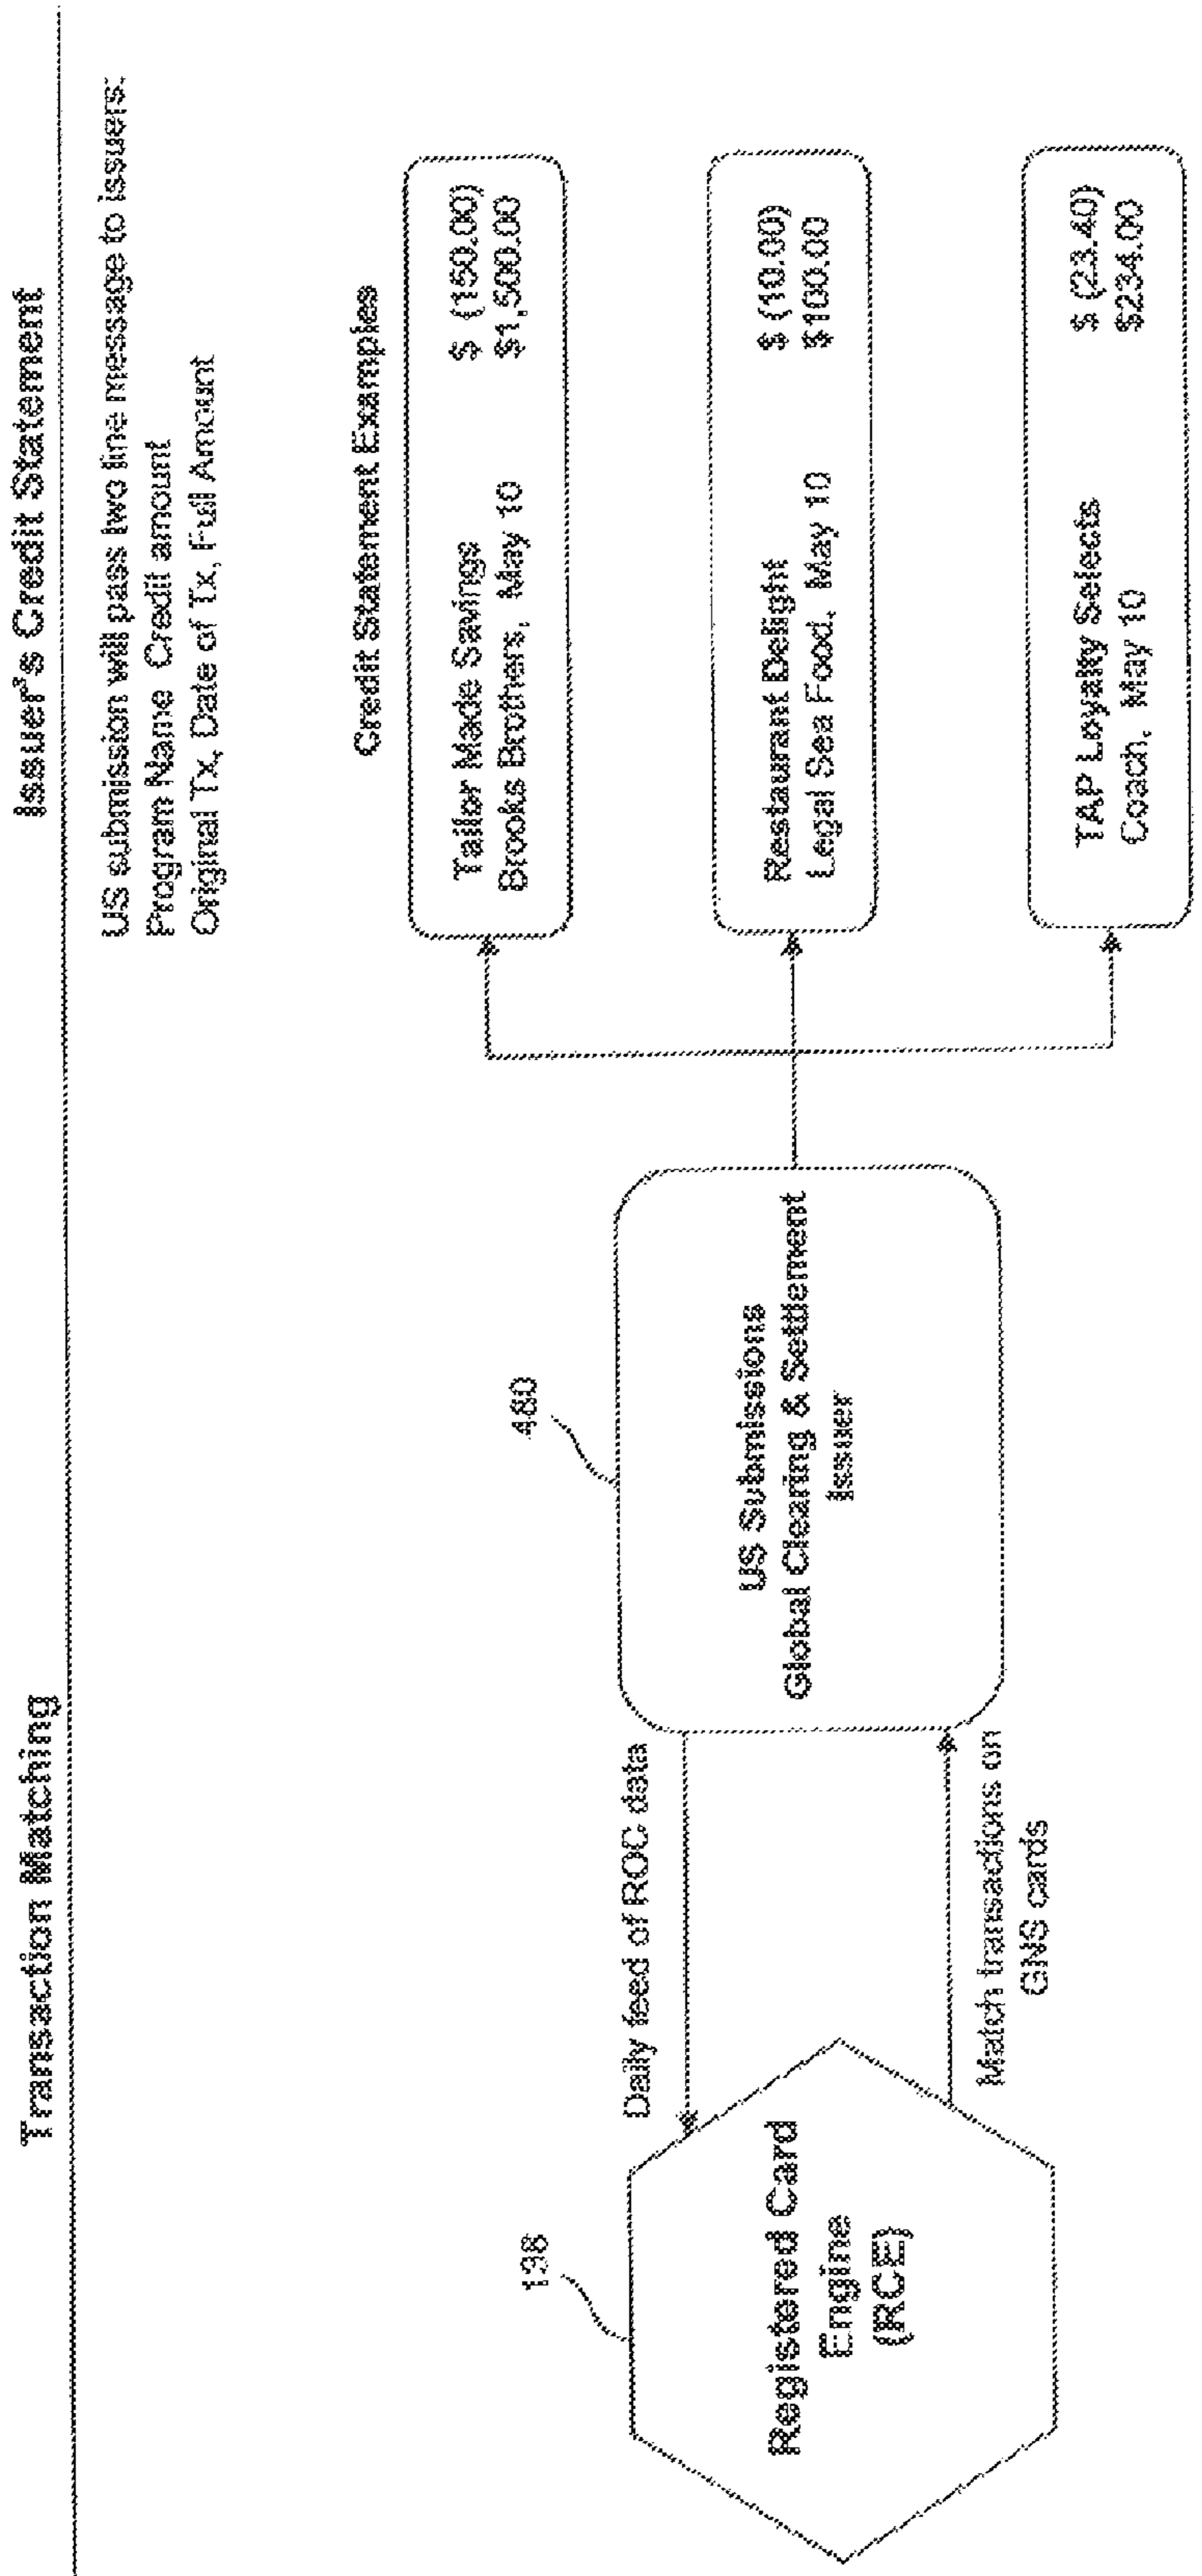 Transaction Matching
Issuer's Credit Statement
US submission will pass two line message to issuers:
Program Name Credit amount
Original Tx, Date of Tx, Full Amount
Credit Statement Examples
138
Registered Card
Engine
(RCE)
Daily feed of ROC data
Match transactions on
GNS cards
480
US Submissions
Global Clearing & Settlement
Issuer
Tailor Made Savings $ (150.00)
Brooks Brothers, May 10 $1,500.00
Restaurant Delight $ (10.00)
Legal Sea Food, May 10 $100.00
TAP Loyalty Selects $ (23.40)
Coach, May 10 $234.00